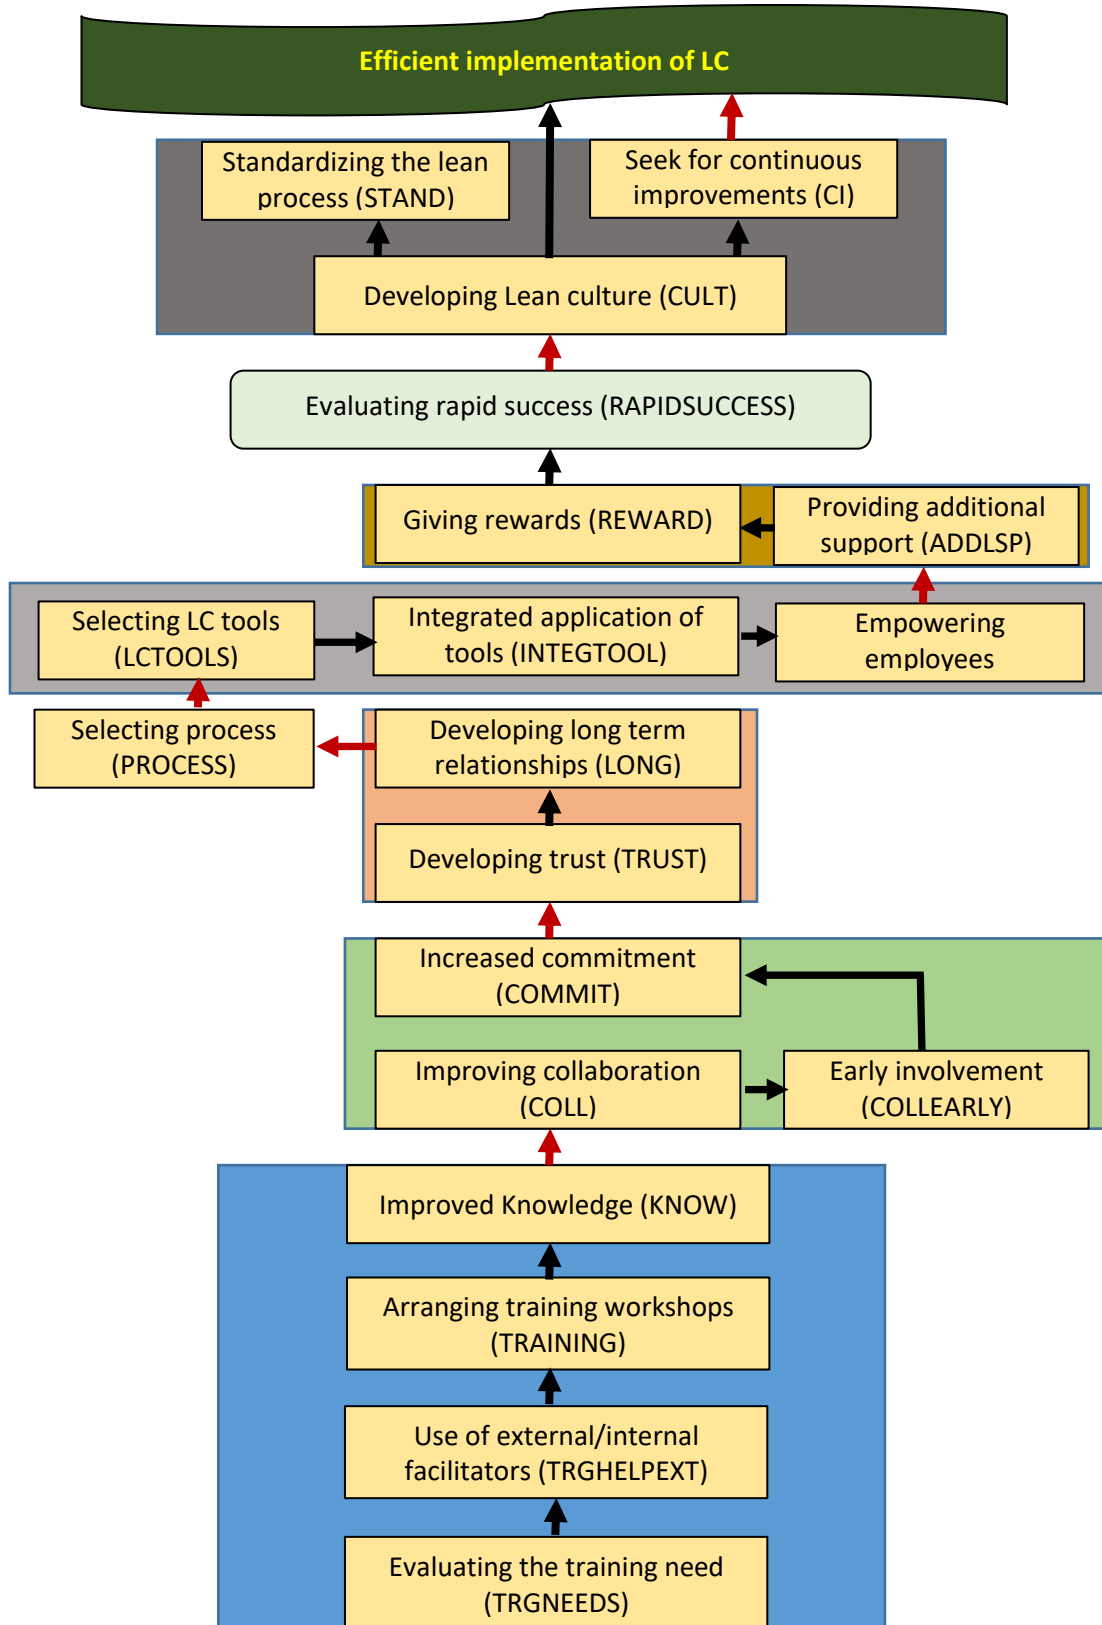 Efficient implementation of LC
Standardizing the lean
process (STAND)
Seek for continuous
improvements (CI)
Developing Lean culture (CULT)
Evaluating rapid success (RAPIDSUCCESS)
Giving rewards (REWARD)
Providing additional
support (ADDLSP)
Selecting LC tools
(LCTOOLS)
Integrated application of
tools (INTEGTOOL)
Empowering
employees
Selecting process
(PROCESS)
Developing long term
relationships (LONG)
Developing trust (TRUST)
Increased commitment
(COMMIT)
Improving collaboration
(COLL)
Early involvement
(COLLEARLY)
Improved Knowledge (KNOW)
Arranging training workshops
(TRAINING)
Use of external/internal
facilitators (TRGHELPEXT)
Evaluating the training need
(TRGNEEDS)